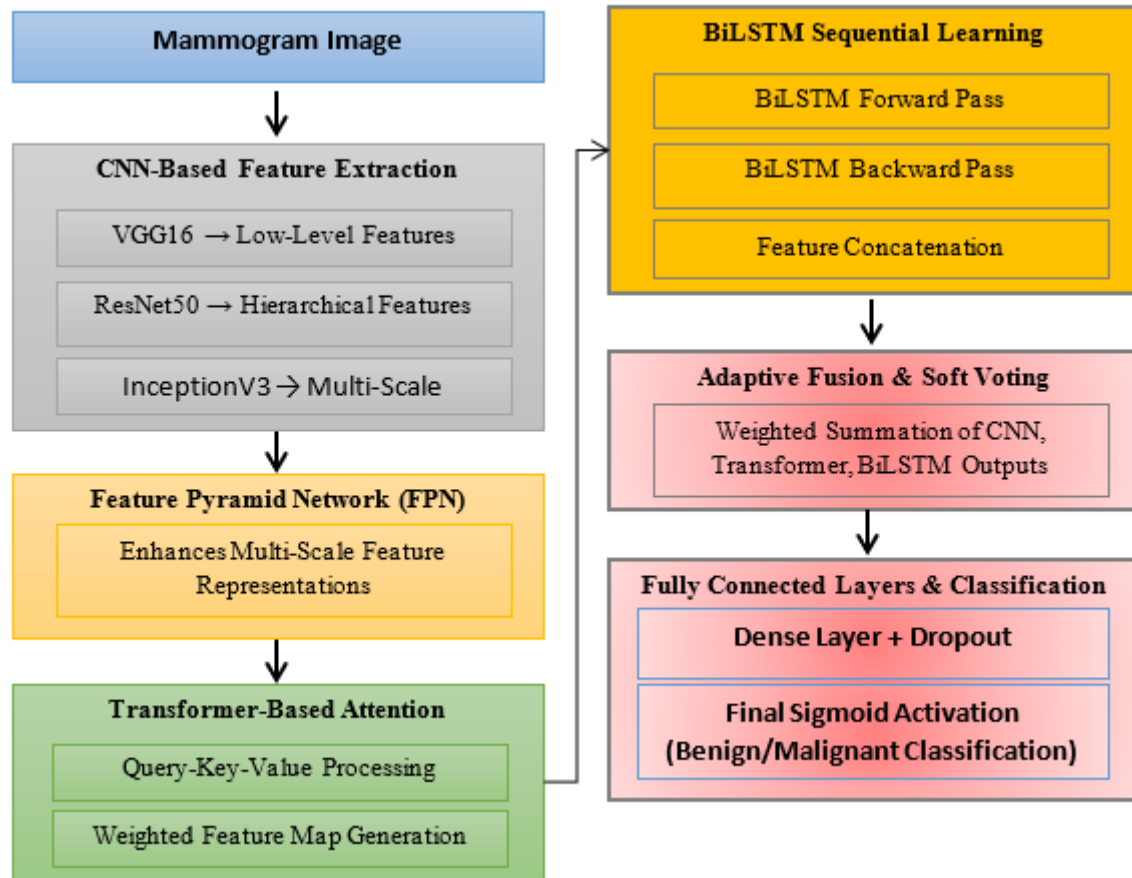 Mammogram Image
CNN-Based Feature Extraction
VGG16 → Low-Level Features
ResNet50 → Hierarchical Features
InceptionV3 → Multi-Scale
Feature Pyramid Network (FPN)
Enhances Multi-Scale Feature
Representations
Transformer-Based Attention
Query-Key-Value Processing
Weighted Feature Map Generation
BiLSTM Sequential Learning
BiLSTM Forward Pass
BiLSTM Backward Pass
Feature Concatenation
Adaptive Fusion & Soft Voting
Weighted Summation of CNN,
Transformer, BiLSTM Outputs
Fully Connected Layers & Classification
Dense Layer + Dropout
Final Sigmoid Activation
(Benign/Malignant Classification)